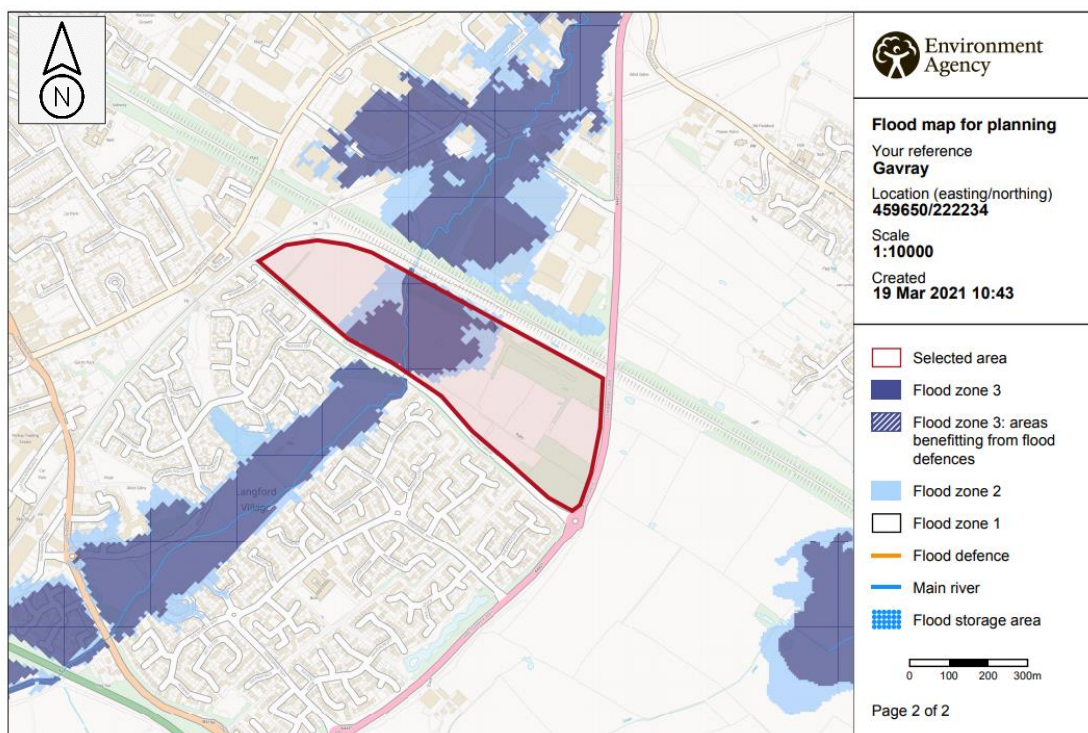 N
Langford
Village
Environment
Agency
Flood map for planning
Your reference
Gavray
Location (easting/northing)
459650/222234
Scale
1:10000
Created
19 Mar 2021 10:43
Selected area
Flood zone 3
Flood zone 3: areas
benefitting from flood
defences
Flood zone 2
Flood zone 1
Flood defence
Main river
Flood storage area
0 100 200 300m
Page 2 of 2